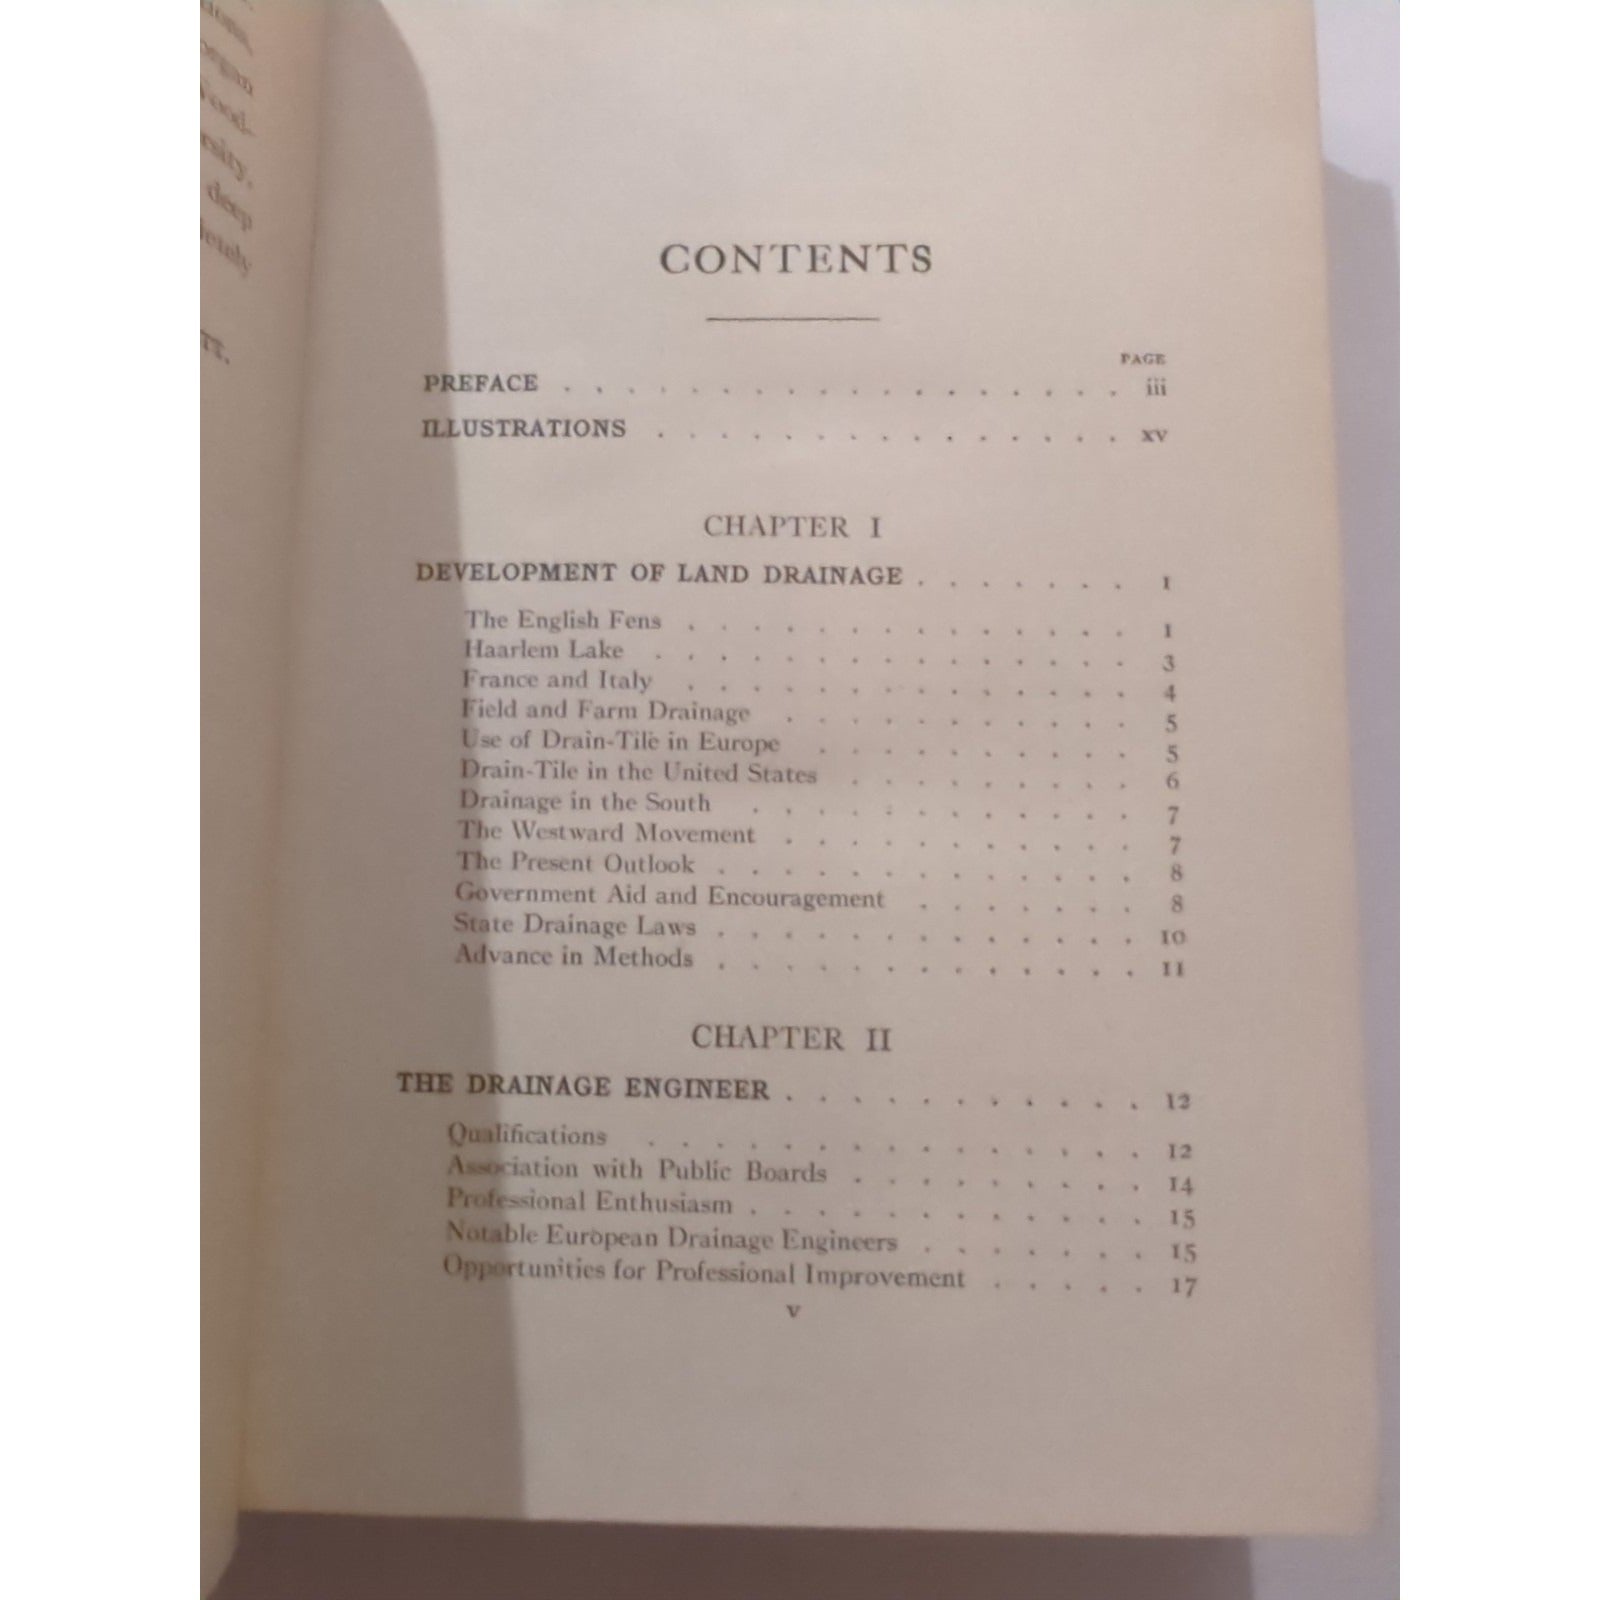 deep
CONTENTS
PAGE
PREFACE . . . . . . . . . . . . . . . . . iii
ILLUSTRATIONS . . . . . . . . . . . . . . . xv
CHAPTER I
DEVELOPMENT OF LAND DRAINAGE . . . . . . . 1
The English Fens . . . . . . . . . . . . . . 1
Haarlem Lake . . . . . . . . . . . . . . . 3
France and Italy . . . . . . . . . . . . . . 4
Field and Farm Drainage . . . . . . . . . . . 5
Use of Drain-Tile in Europe . . . . . . . . . . 5
Drain-Tile in the United States . . . . . . . . . 6
Drainage in the South . . . . . . . . . . . . 7
The Westward Movement . . . . . . . . . . . 7
The Present Outlook . . . . . . . . . . . . . 8
Government Aid and Encouragement . . . . . . . 8
State Drainage Laws . . . . . . . . . . . . . 10
Advance in Methods . . . . . . . . . . . . . 11
CHAPTER II
THE DRAINAGE ENGINEER . . . . . . . . . . . 12
Qualifications . . . . . . . . . . . . . . . 12
Association with Public Boards . . . . . . . . . 14
Professional Enthusiasm . . . . . . . . . . . . 15
Notable European Drainage Engineers . . . . . . . 15
Opportunities for Professional Improvement . . . . . 17
v